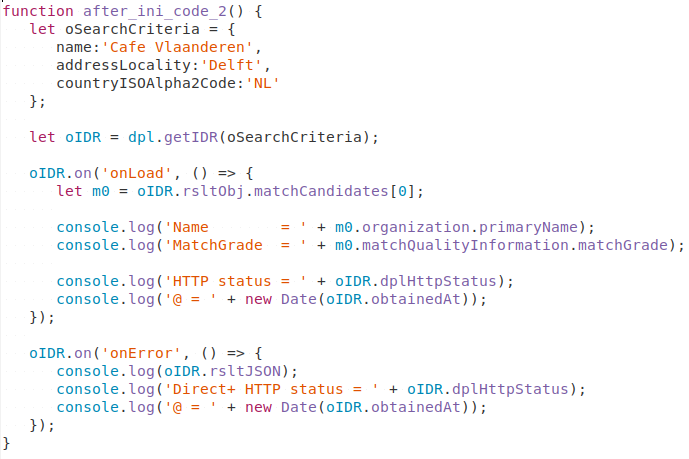 function after_ini_code_2() {
   let oSearchCriteria = {
      name:'Cafe Vlaanderen',
      addressLocality:'Delft',
      countryISOAlpha2Code:'NL'
   };

   let oIDR = dpl.getIDR(oSearchCriteria);

   oIDR.on('onLoad', () => {
      let m0 = oIDR.rsltObj.matchCandidates[0];

      console.log('Name        = ' + m0.organization.primaryName);
      console.log('MatchGrade  = ' + m0.matchQualityInformation.matchGrade);

      console.log('HTTP status = ' + oIDR.dplHttpStatus);
      console.log('@ = ' + new Date(oIDR.obtainedAt));
   });

   oIDR.on('onError', () => {
      console.log(oIDR.rsltJSON);
      console.log('Direct+ HTTP status = ' + oIDR.dplHttpStatus);
      console.log('@ = ' + new Date(oIDR.obtainedAt));
   });
}